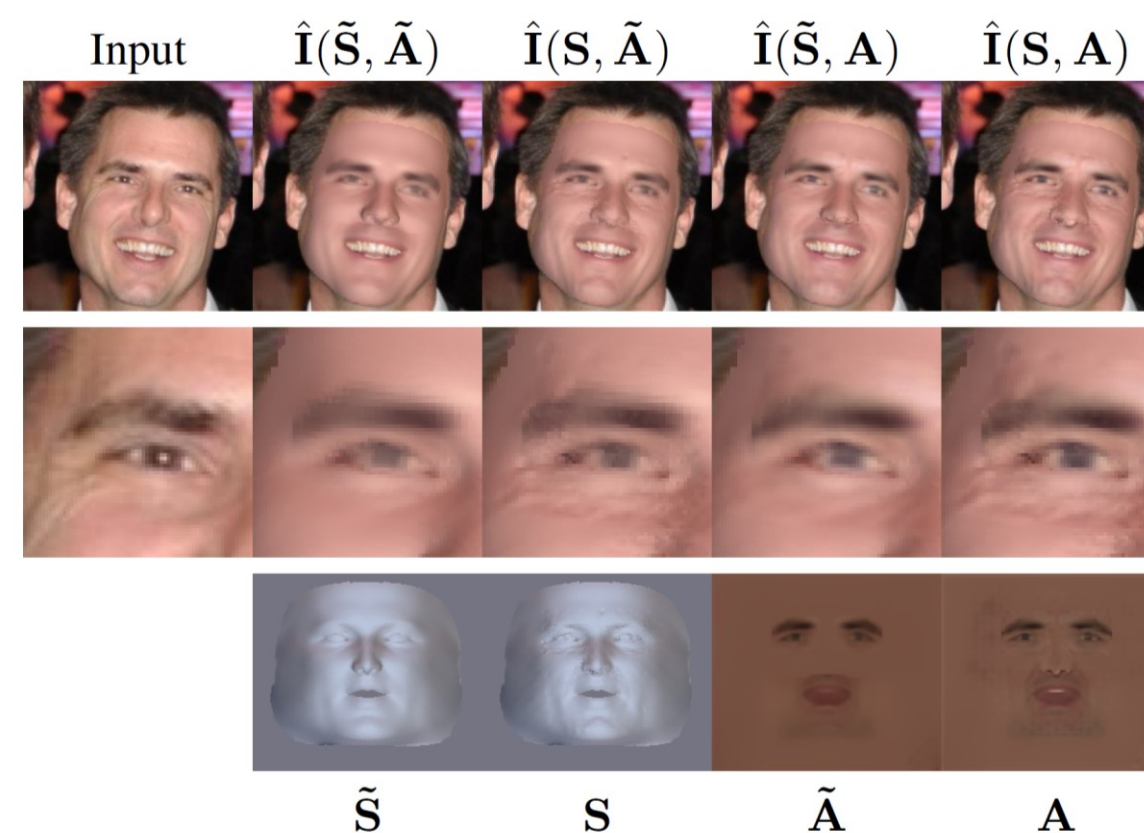 Input Î(S̃, Ã) Î(S, Ã) Î(S̃, A) Î(S, A)
S̃ S Ã A